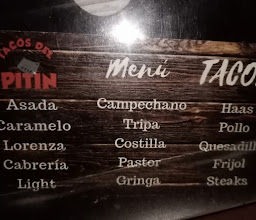 TACOS DEL
PITIN
Menú
TACO
Asada
Caramelo
Lorenza
Cabrería
Light
Campechano
Tripa
Costilla
Pastor
Gringa
Haas
Pollo
Quesadill
Frijol
Steaks